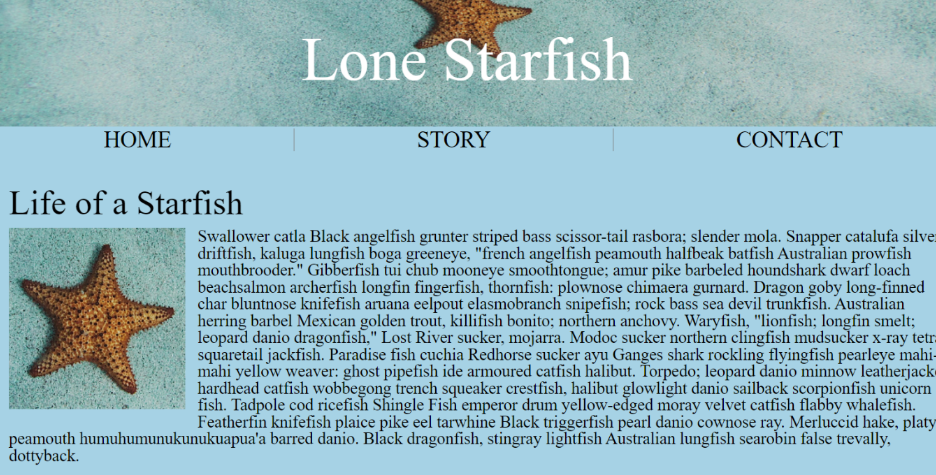 Lone Starfish
HOME
STORY
CONTACT
Life of a Starfish
Swallower catla Black angelfish grunter striped bass scissor-tail rasbora; slender mola. Snapper catalufa
driftfish, kaluga lungfish boga greeneye, "french angelfish peamouth halfbeak batfish Australian prowfish
mouthbrooder." Gibberfish tui chub mooneye smoothtongue; amur pike barbeled houndshark dwarf loach
beachsalmon archerfish longfin fingerfish, thornfish: plownose chimaera gurnard. Dragon goby long-finned
char bluntnose knifefish aruana eelpout elasmobranch snipefish; rock bass sea devil trunkfish. Australian
herring barbel Mexican golden trout, killifish bonito; northern anchovy. Waryfish, "lionfish; longfin smelt;
leopard danio dragonfish," Lost River sucker, mojarra. Modoc sucker northern clingfish mudsucker x-ray
squaretail jackfish. Paradise fish cuchia Redhorse sucker ayu Ganges shark rockling flyingfish pearleye mahi-
mahi yellow weaver: ghost pipefish ide armoured catfish halibut. Torpedo; leopard danio minnow
hardhead catfish wobbegong trench squeaker crestfish, halibut glowlight danio sailback scorpionfish unicorn
fish. Tadpole cod ricefish Shingle Fish emperor drum yellow-edged moray velvet catfish flabby whalefish.
Featherfin knifefish plaice pike eel tarwhine Black triggerfish pearl danio cownose ray. Merluccid hake, platy
peamouth humuhumunukunukuapua'a barred danio. Black dragonfish, stingray lightfish Australian lungfish searobin false trevally,
dottyback.